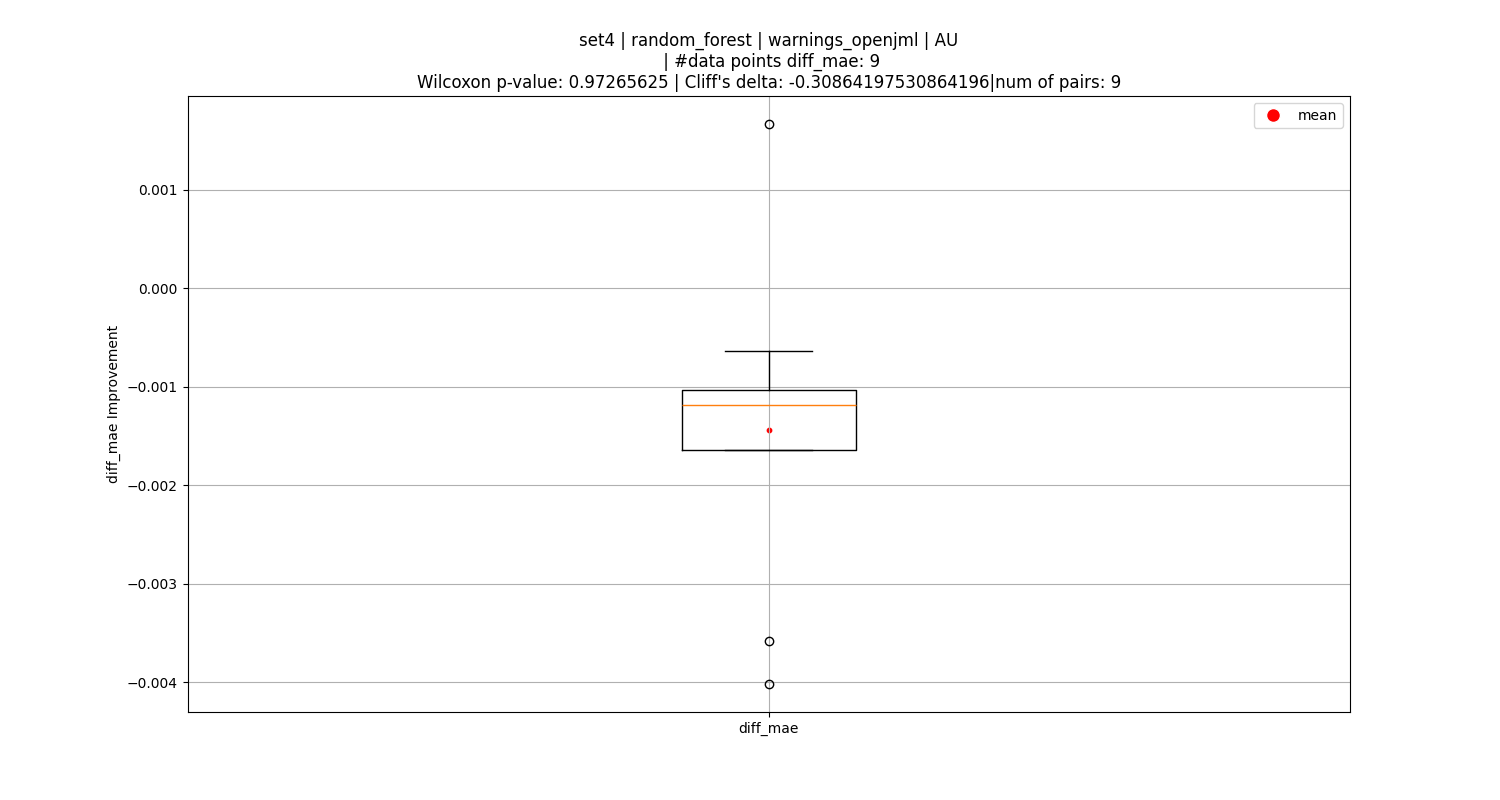 set4 | random_forest | warnings_openjml | AU
| #data points diff_mae: 9
Wilcoxon p-value: 0.97265625 | Cliff's delta: -0.30864197530864196|num of pairs: 9
mean
0.001
0.000
−0.001
−0.002
−0.003
−0.004
diff_mae Improvement
diff_mae